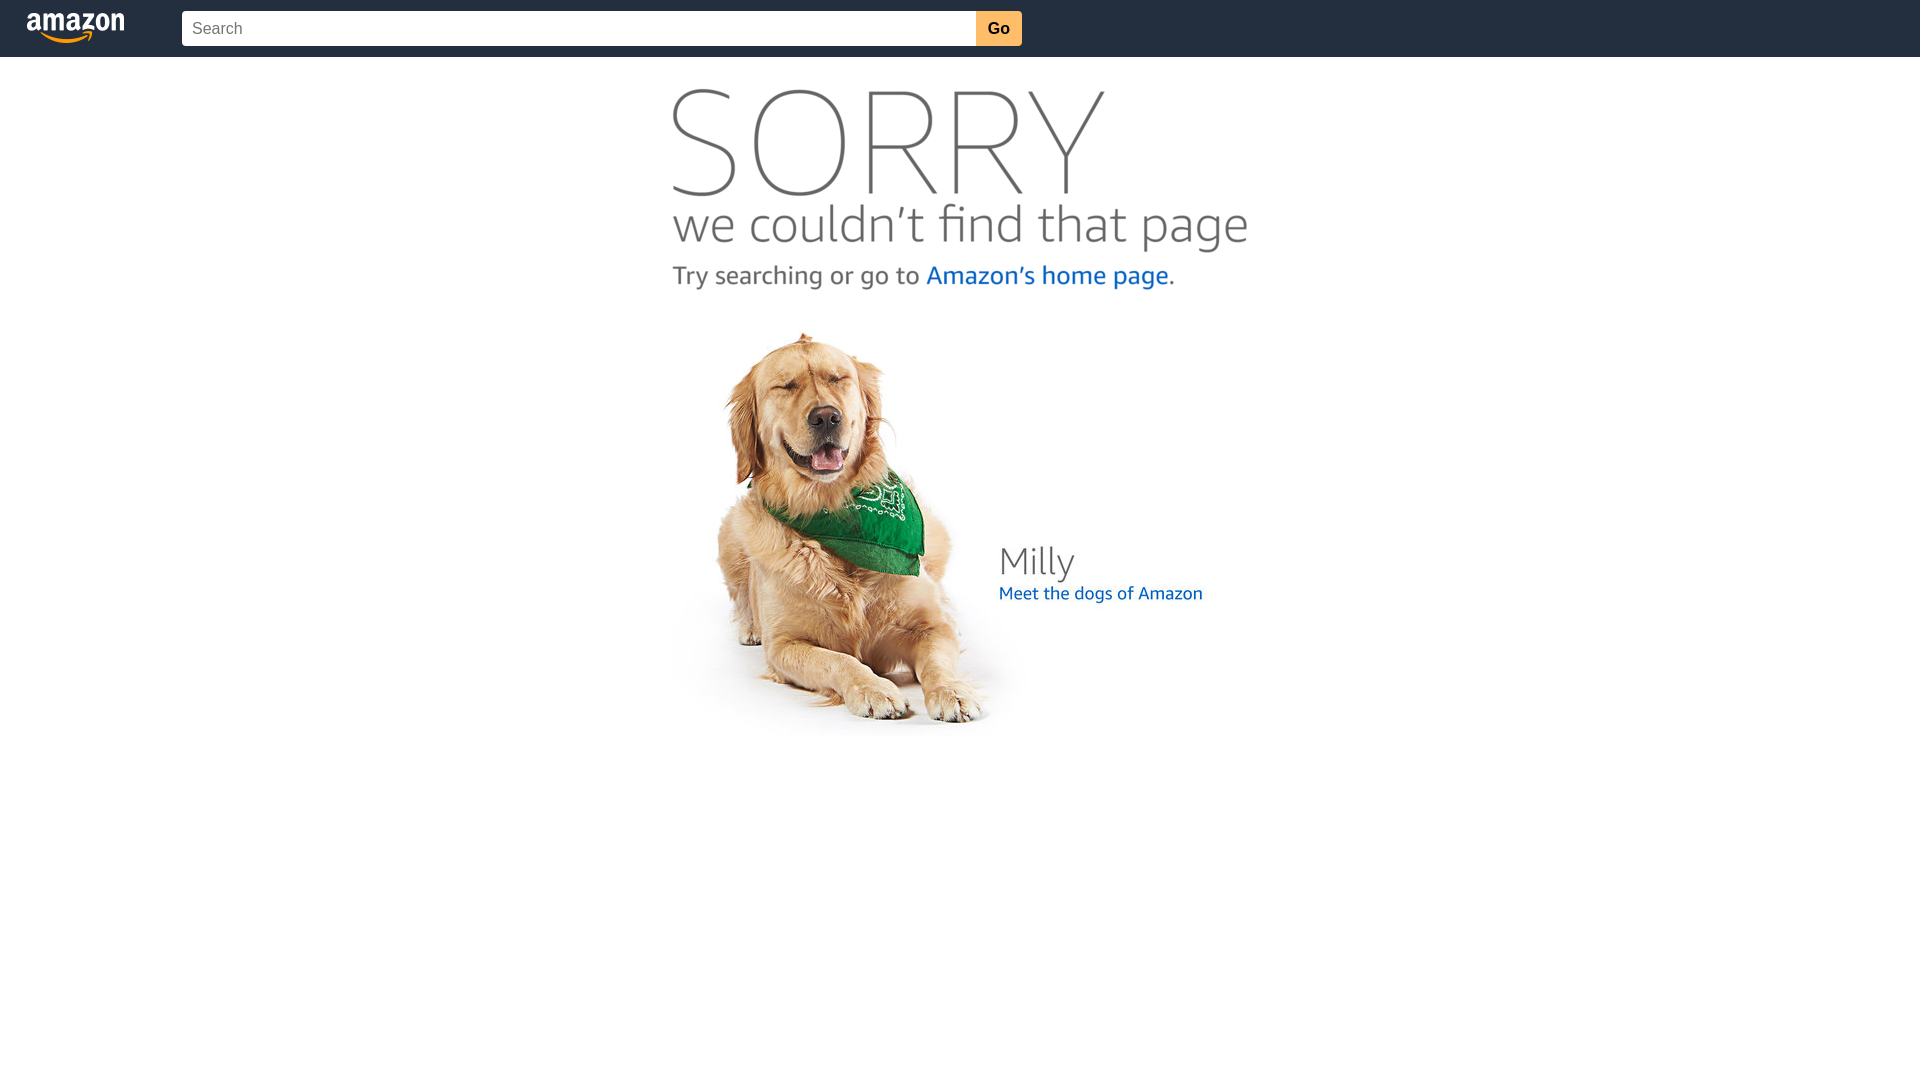 amazon
Search
Go
SORRY
we couldn't find that page
Try searching or go to Amazon's home page.
Milly
Meet the dogs of Amazon